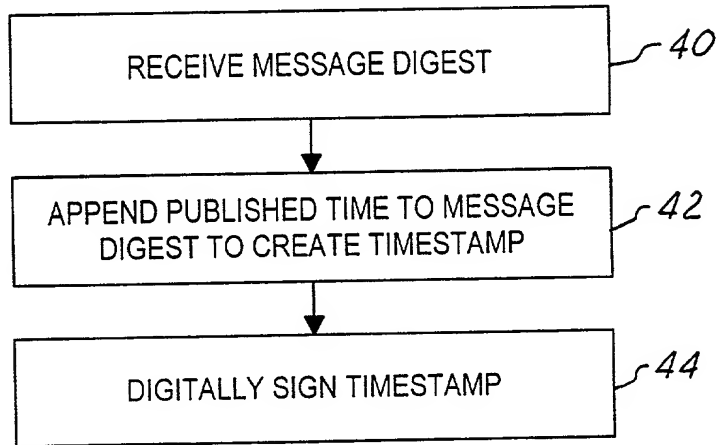 RECEIVE MESSAGE DIGEST
40
APPEND PUBLISHED TIME TO MESSAGE
DIGEST TO CREATE TIMESTAMP
42
DIGITALLY SIGN TIMESTAMP
44